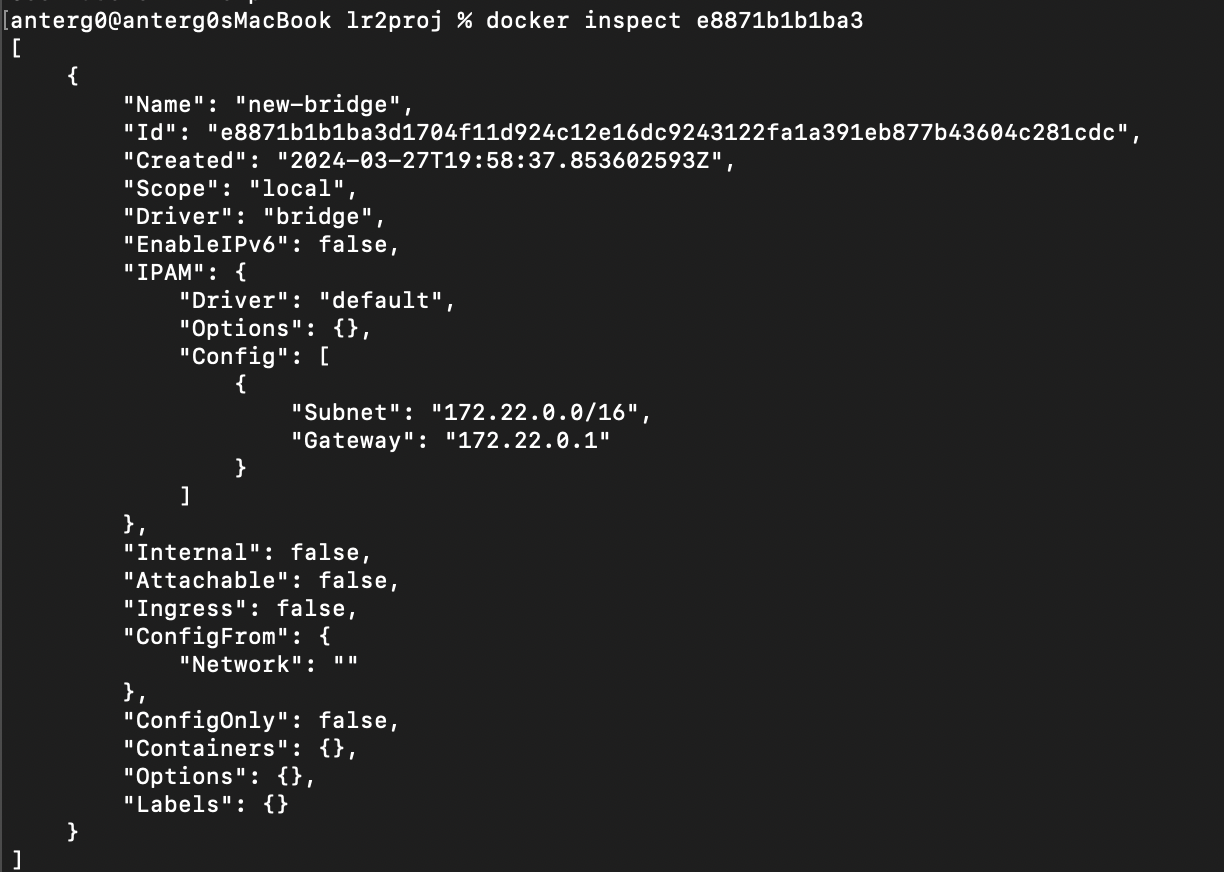 [anterg0@anterg0sMacBook lr2proj % docker inspect e8871b1b1ba3
[
    {
        "Name": "new-bridge",
        "Id": "e8871b1b1ba3d1704f11d924c12e16dc9243122fa1a391eb877b43604c281cdc",
        "Created": "2024-03-27T19:58:37.853602593Z",
        "Scope": "local",
        "Driver": "bridge",
        "EnableIPv6": false,
        "IPAM": {
            "Driver": "default",
            "Options": {},
            "Config": [
                {
                    "Subnet": "172.22.0.0/16",
                    "Gateway": "172.22.0.1"
                }
            ]
        },
        "Internal": false,
        "Attachable": false,
        "Ingress": false,
        "ConfigFrom": {
            "Network": ""
        },
        "ConfigOnly": false,
        "Containers": {},
        "Options": {},
        "Labels": {}
    }
]